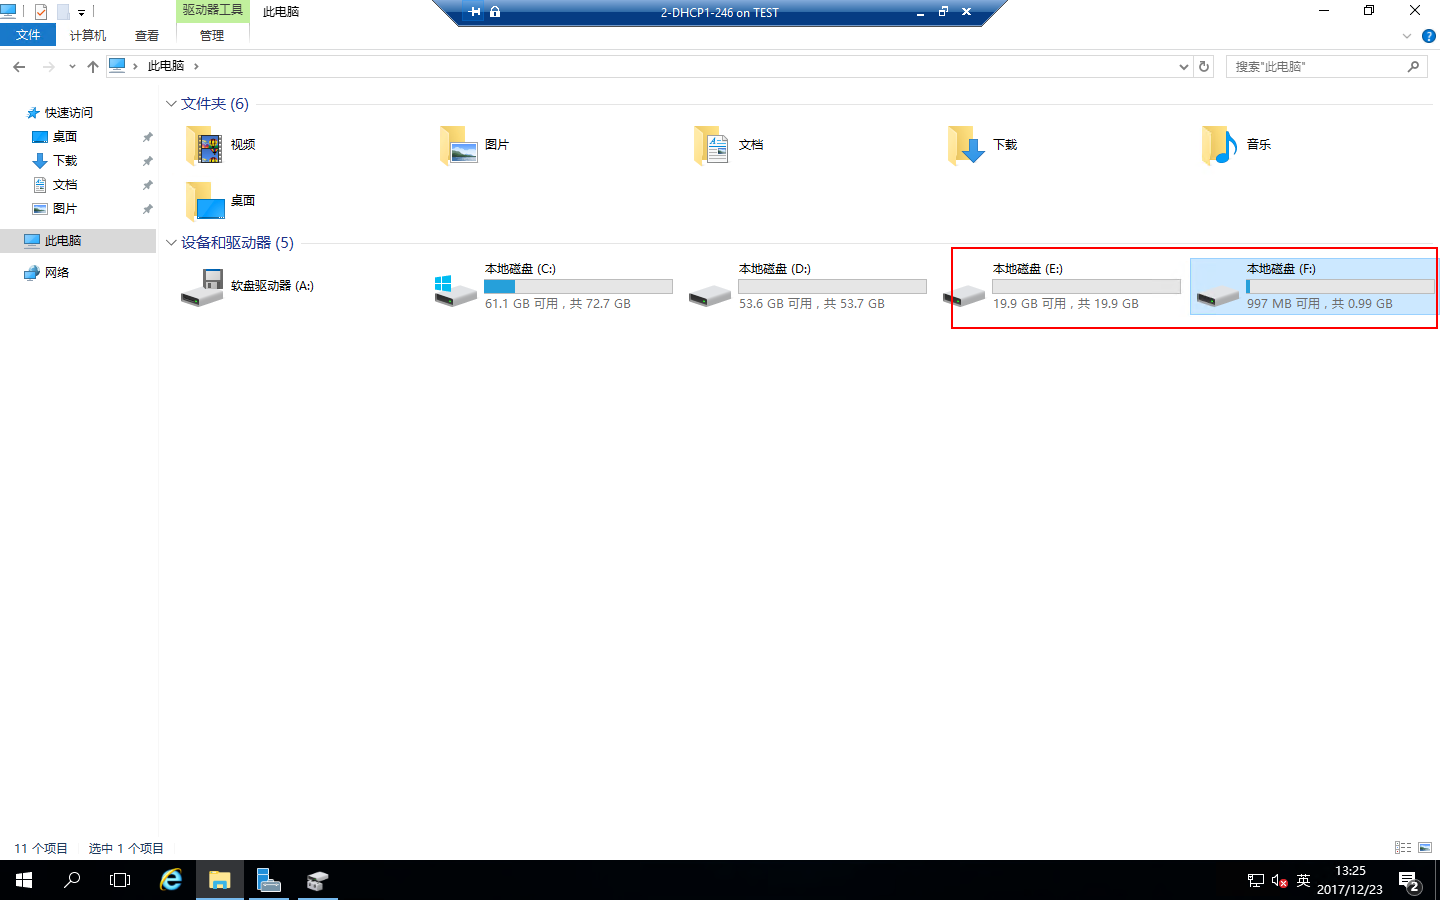 驱动器工具
此电脑
2-DHCP1-246 on TEST
文件
计算机
查看
管理
此电脑
搜索"此电脑"
快速访问
桌面
下载
文档
图片
此电脑
网络
文件夹 (6)
视频
图片
文档
下载
音乐
桌面
设备和驱动器 (5)
软盘驱动器 (A:)
本地磁盘 (C:)
61.1 GB 可用，共 72.7 GB
本地磁盘 (D:)
53.6 GB 可用，共 53.7 GB
本地磁盘 (E:)
19.9 GB 可用，共 19.9 GB
本地磁盘 (F:)
997 MB 可用，共 0.99 GB
11 个项目
选中 1 个项目
英
13:25
2017/12/23
2